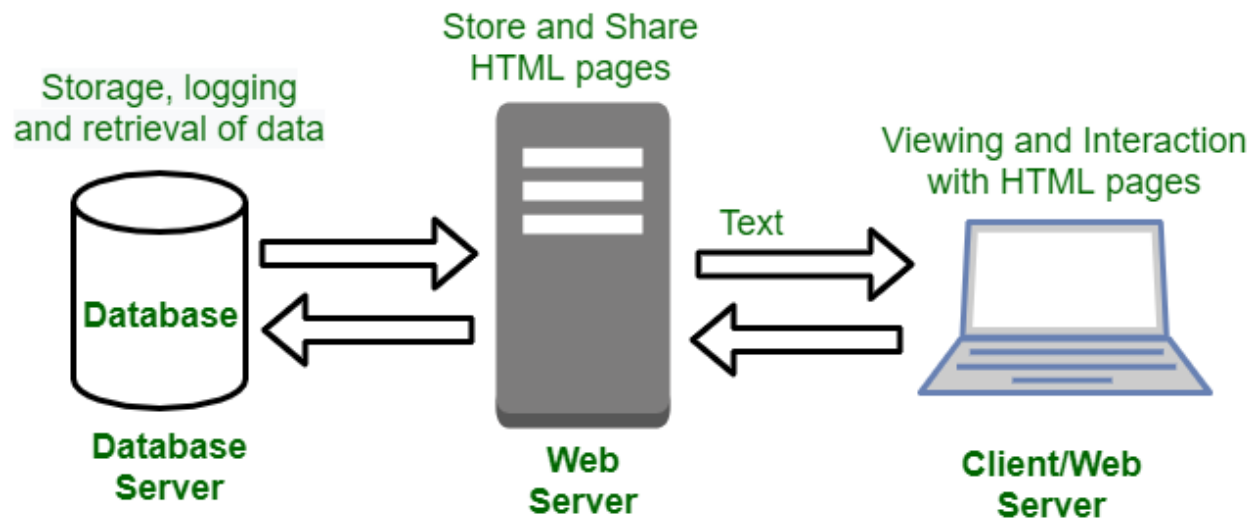 Storage, logging
and retrieval of data
Database
Database
Server
Store and Share
HTML pages
Web
Server
Text
Viewing and Interaction
with HTML pages
Client/Web
Server